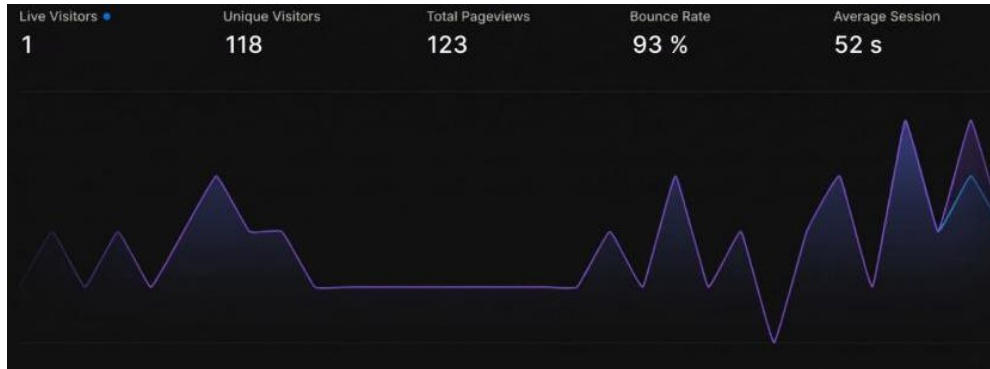 Live Visitors Unique Visitors Total Pageviews Bounce Rate Average Session
1 118 123 93 % 52 s